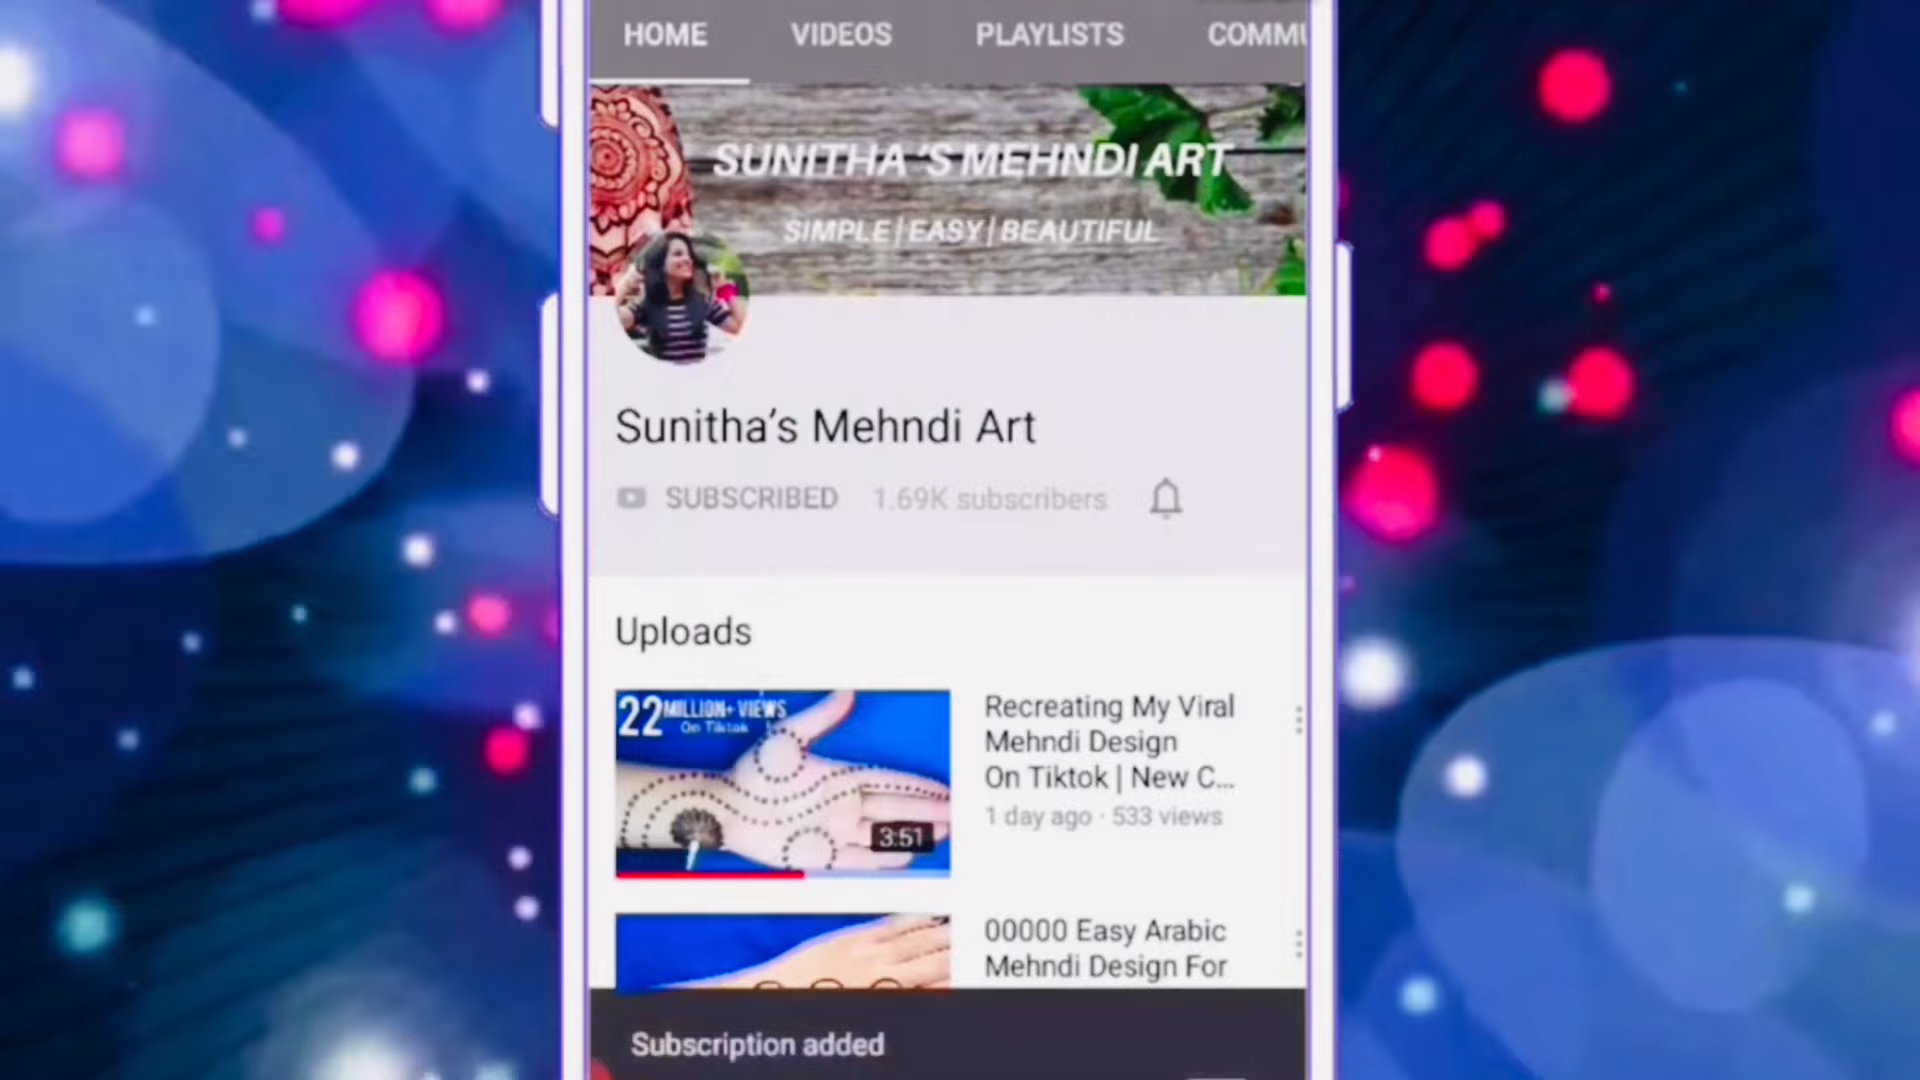 HOME VIDEOS PLAYLISTS COMMU
SUNITHA 'S MEHNDI ART
SIMPLE | EASY | BEAUTIFUL
Sunitha's Mehndi Art
SUBSCRIBED 1.69K subscribers
Uploads
22 MILLION+ VIEWS
On Tiktok
3:51
Recreating My Viral
Mehndi Design
On Tiktok | New C...
1 day ago · 533 views
00000 Easy Arabic
Mehndi Design For
Subscription added